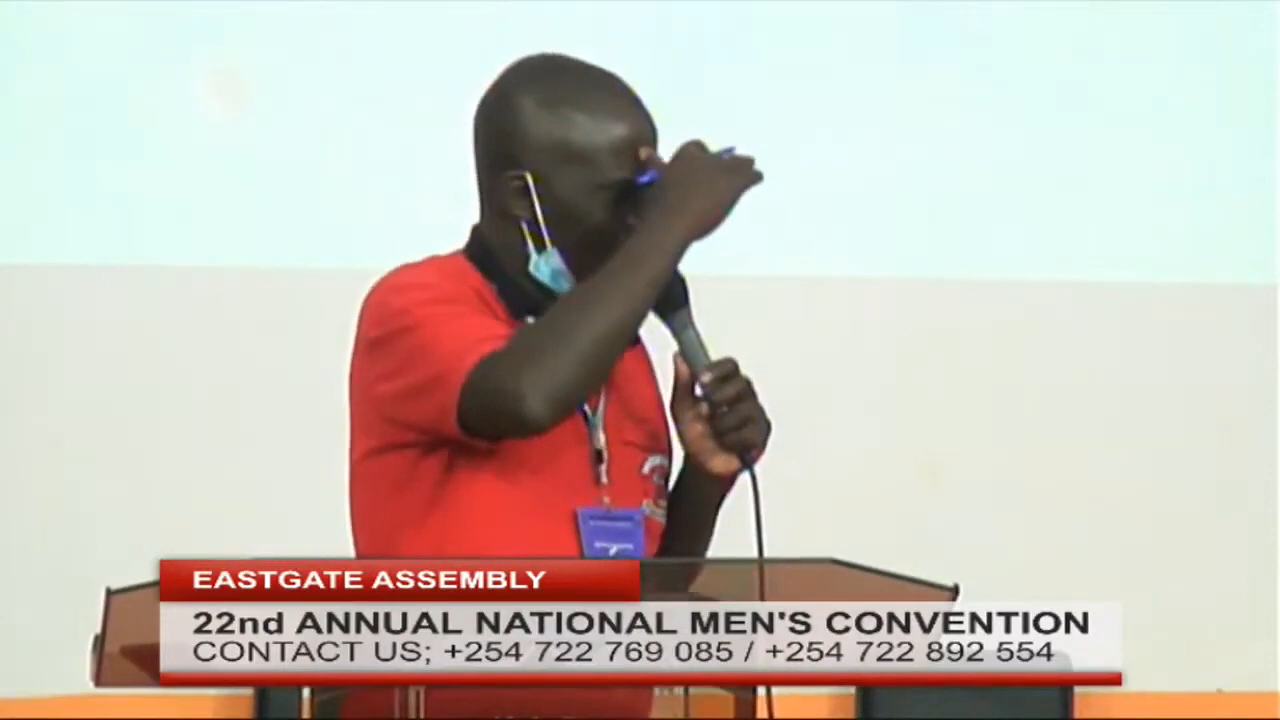 EASTGATE ASSEMBLY
22nd ANNUAL NATIONAL MEN'S CONVENTION
CONTACT US; +254 722 769 085 / +254 722 892 554